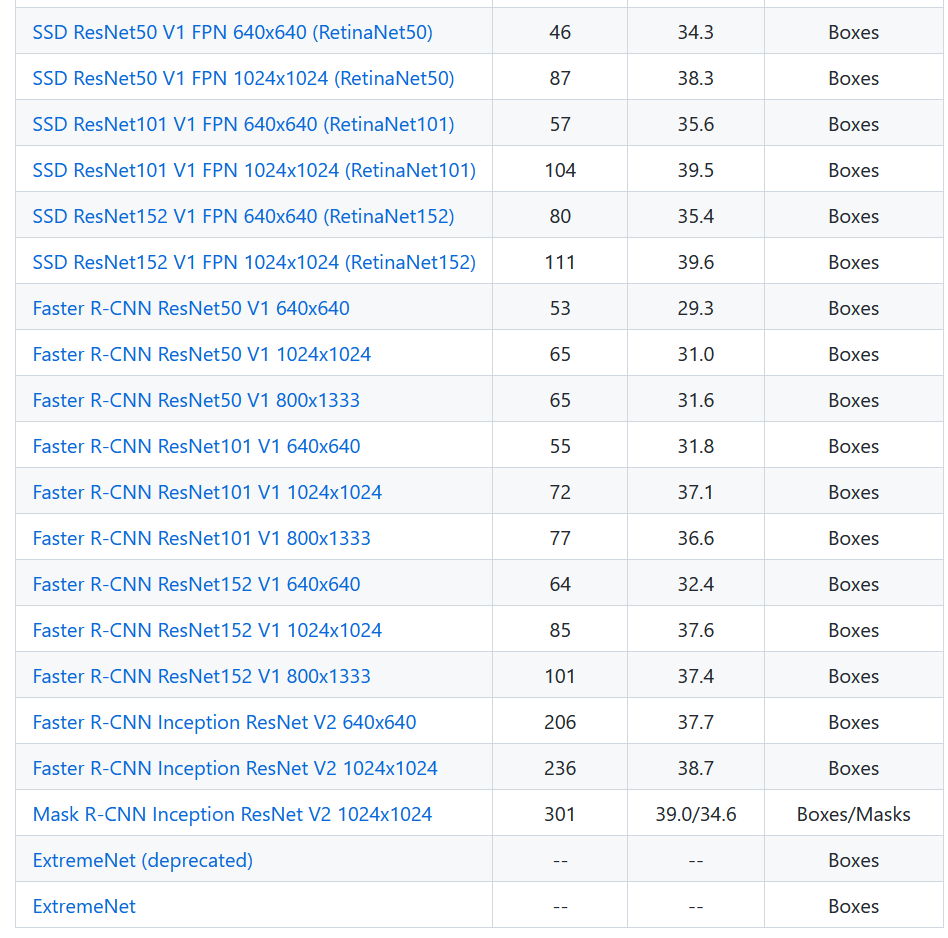 SSD ResNet50 V1 FPN 640x640 (RetinaNet50) 46 34.3 Boxes
SSD ResNet50 V1 FPN 1024x1024 (RetinaNet50) 87 38.3 Boxes
SSD ResNet101 V1 FPN 640x640 (RetinaNet101) 57 35.6 Boxes
SSD ResNet101 V1 FPN 1024x1024 (RetinaNet101) 104 39.5 Boxes
SSD ResNet152 V1 FPN 640x640 (RetinaNet152) 80 35.4 Boxes
SSD ResNet152 V1 FPN 1024x1024 (RetinaNet152) 111 39.6 Boxes
Faster R-CNN ResNet50 V1 640x640 53 29.3 Boxes
Faster R-CNN ResNet50 V1 1024x1024 65 31.0 Boxes
Faster R-CNN ResNet50 V1 800x1333 65 31.6 Boxes
Faster R-CNN ResNet101 V1 640x640 55 31.8 Boxes
Faster R-CNN ResNet101 V1 1024x1024 72 37.1 Boxes
Faster R-CNN ResNet101 V1 800x1333 77 36.6 Boxes
Faster R-CNN ResNet152 V1 640x640 64 32.4 Boxes
Faster R-CNN ResNet152 V1 1024x1024 85 37.6 Boxes
Faster R-CNN ResNet152 V1 800x1333 101 37.4 Boxes
Faster R-CNN Inception ResNet V2 640x640 206 37.7 Boxes
Faster R-CNN Inception ResNet V2 1024x1024 236 38.7 Boxes
Mask R-CNN Inception ResNet V2 1024x1024 301 39.0/34.6 Boxes/Masks
ExtremeNet (deprecated) -- -- Boxes
ExtremeNet -- -- Boxes